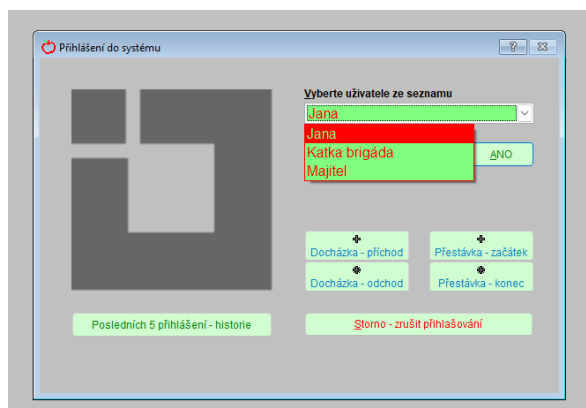 Přihlášení do systému
Vyberte uživatele ze seznamu
Jana
Jana
Katka brigáda
Majitel
ANO
Docházka - příchod
Přestávka - začátek
Docházka - odchod
Přestávka - konec
Posledních 5 přihlášení - historie
Storno - zrušit přihlašování